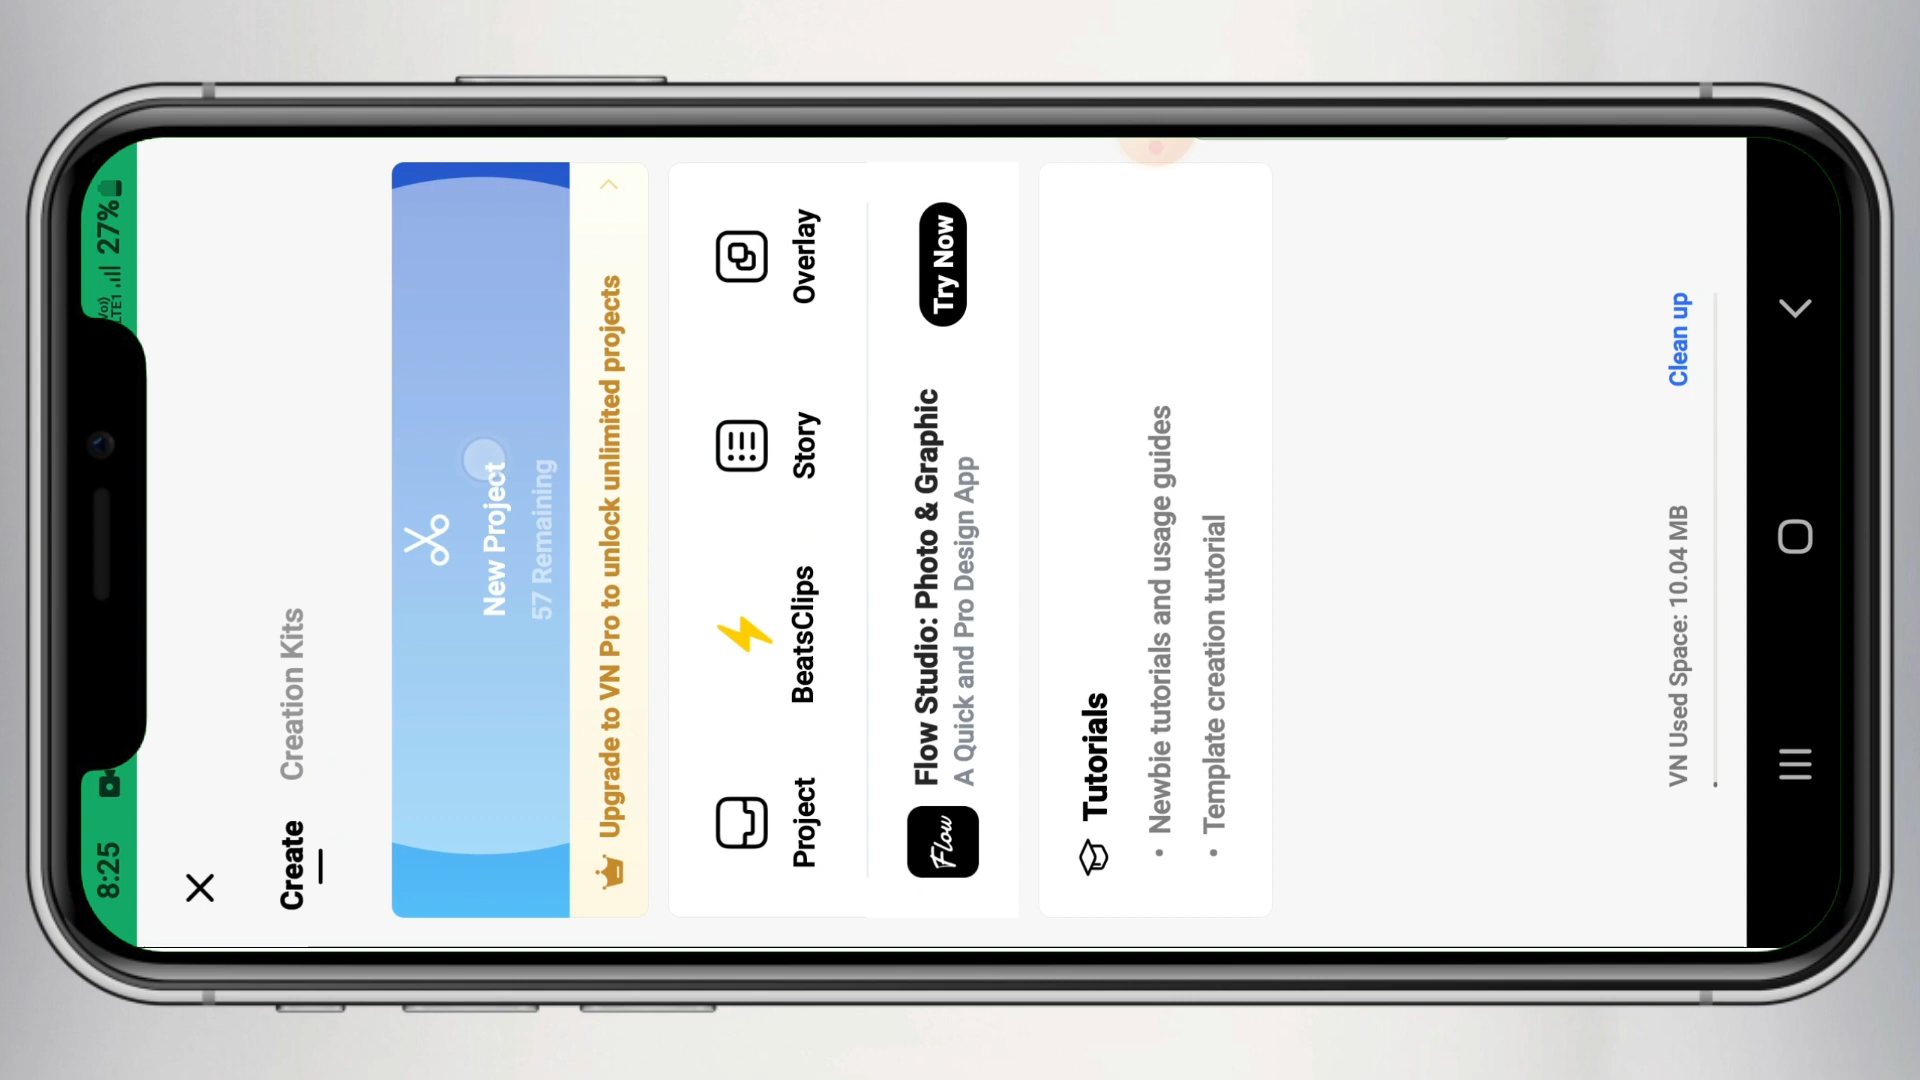 8:25
Vo))
LTE1
27%
Create
Creation Kits
New Project
57 Remaining
Upgrade to VN Pro to unlock unlimited projects
Project
BeatsClips
Story
Overlay
Flow
Flow Studio: Photo & Graphic
A Quick and Pro Design App
Try Now
Tutorials
• Newbie tutorials and usage guides
• Template creation tutorial
VN Used Space: 10.04 MB
Clean up